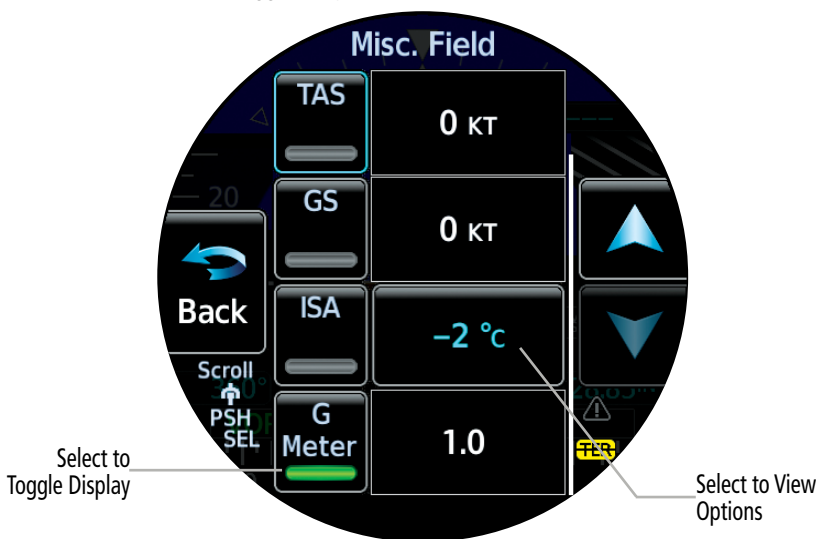 Misc. Field
TAS
0 KT
20
GS
0 KT
Back
ISA
−2 °C
Scroll
PSH
SEL
G
Meter
1.0
TER
Select to
Toggle Display
Select to View
Options